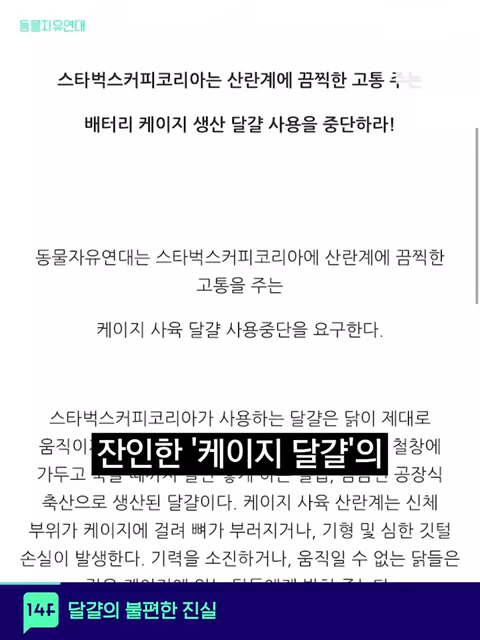 동물자유연대
스타벅스커피코리아는 산란계에 끔찍한 고통 주는
배터리 케이지 생산 달걀 사용을 중단하라!
동물자유연대는 스타벅스커피코리아에 산란계에 끔찍한
고통을 주는
케이지 사육 달걀 사용중단을 요구한다.
스타벅스커피코리아가 사용하는 달걀은 닭이 제대로
철창에
잔인한 '케이지 달걀'의
가두고
공장식
축산으로 생산된 달걀이다. 케이지 사육 산란계는 신체
부위가 케이지에 걸려 뼈가 부러지거나, 기형 및 심한 깃털
손실이 발생한다. 기력을 소진하거나, 움직일 수 없는 닭들은
14F 달걀의 불편한 진실